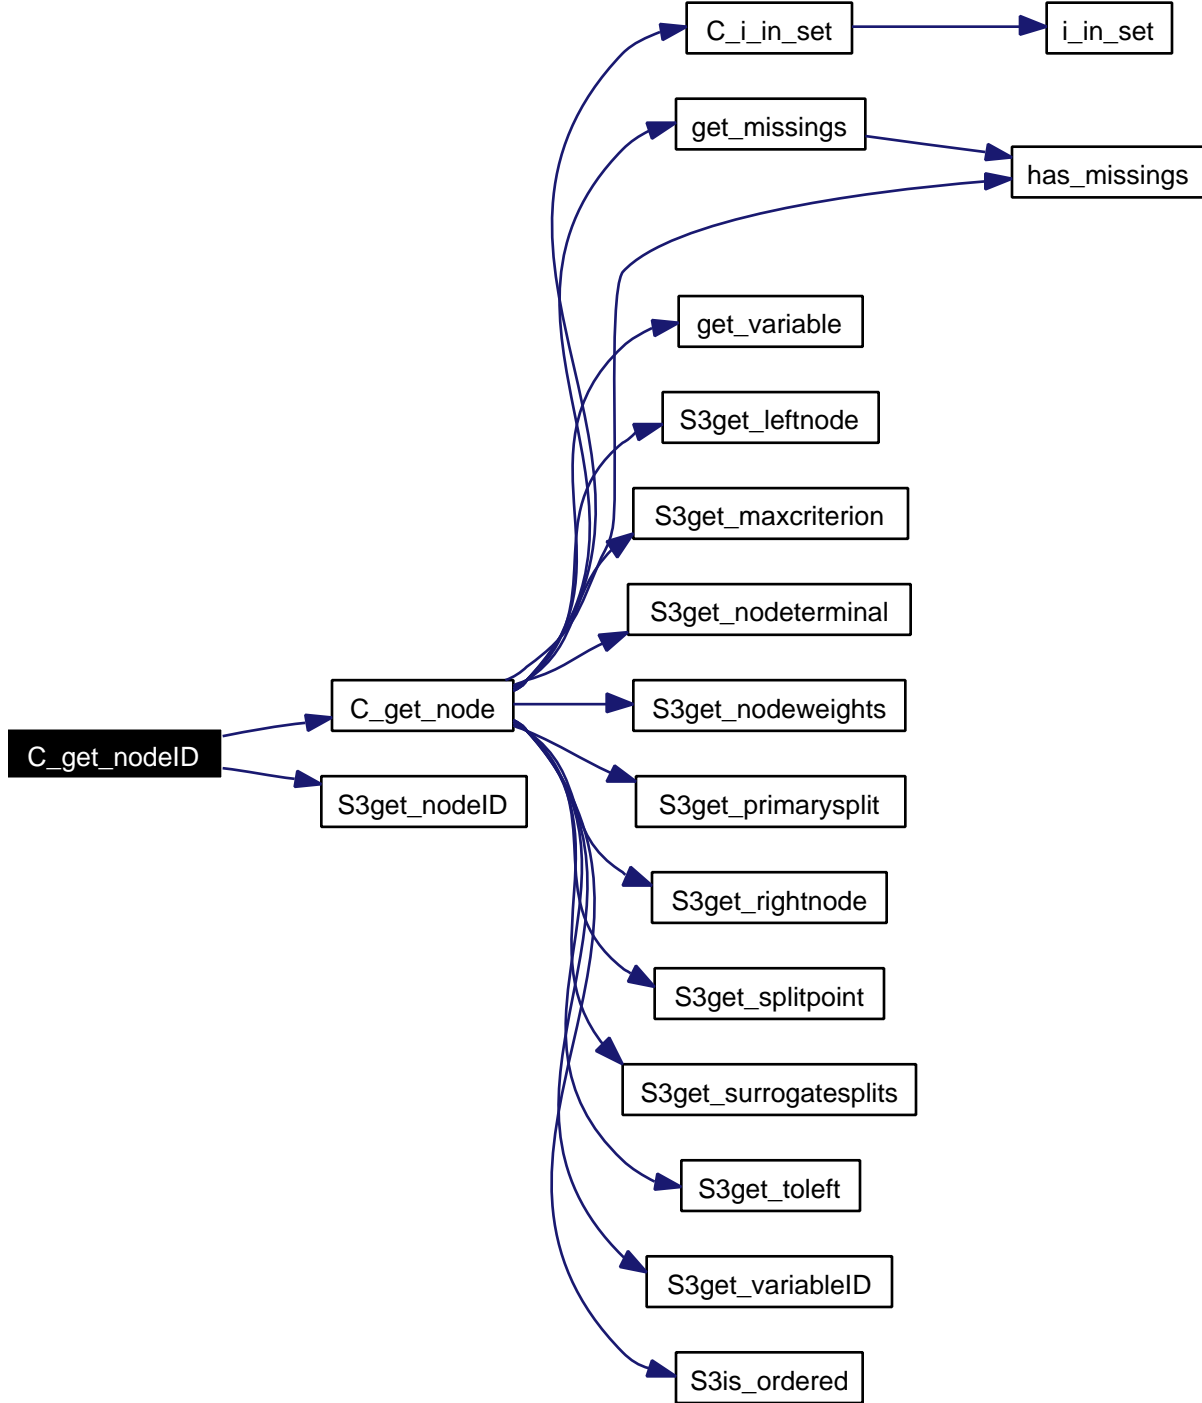 C_i_in_set
i_in_set
get_missings
has_missings
get_variable
S3get_leftnode
S3get_maxcriterion
S3get_nodeterminal
C_get_node
S3get_nodeweights
C_get_nodeID
S3get_nodeID
S3get_primarysplit
S3get_rightnode
S3get_splitpoint
S3get_surrogatesplits
S3get_toleft
S3get_variableID
S3is_ordered